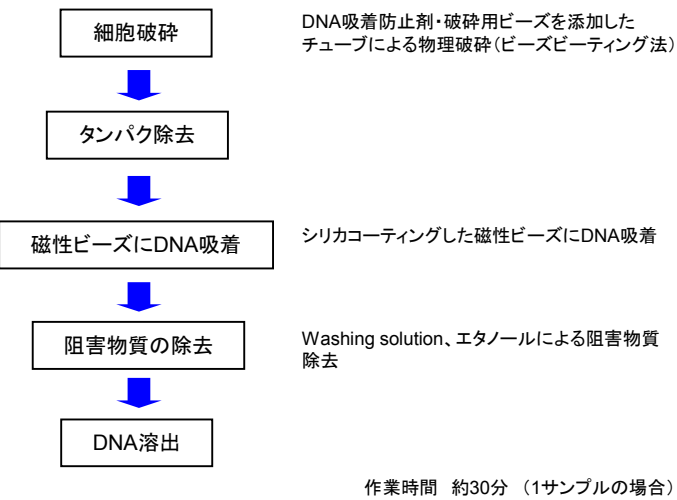 細胞破砕
DNA吸着防止剤・破砕用ビーズを添加した
チューブによる物理破砕（ビーズビーティング法）
タンパク除去
磁性ビーズにDNA吸着
シリカコーティングした磁性ビーズにDNA吸着
阻害物質の除去
Washing solution、エタノールによる阻害物質
除去
DNA溶出
作業時間　約30分　（1サンプルの場合）